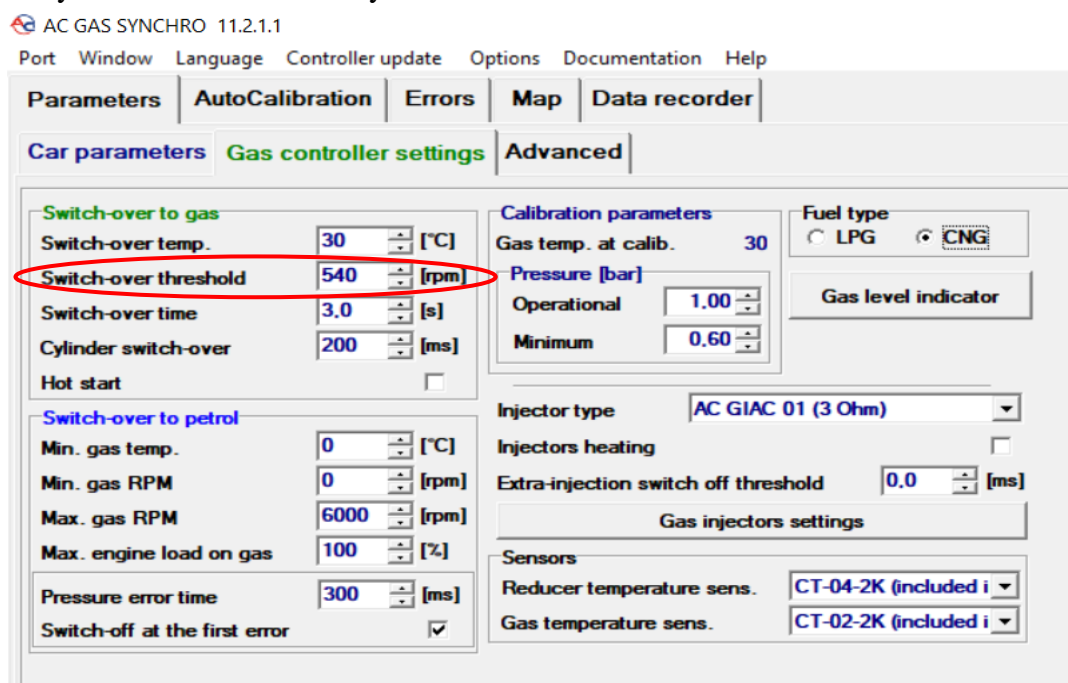 AC GAS SYNCHRO 11.2.1.1
Port Window Language Controller update Options Documentation Help
Parameters AutoCalibration Errors Map Data recorder
Car parameters Gas controller settings Advanced
Switch-over to gas
Switch-over temp. 30 [°C]
Switch-over threshold 540 [rpm]
Switch-over time 3,0 [s]
Cylinder switch-over 200 [ms]
Hot start
Switch-over to petrol
Min. gas temp. 0 [°C]
Min. gas RPM 0 [rpm]
Max. gas RPM 6000 [rpm]
Max. engine load on gas 100 [%]
Pressure error time 300 [ms]
Switch-off at the first error
Calibration parameters
Gas temp. at calib. 30
Pressure [bar]
Operational 1,00
Minimum 0,60
Fuel type
LPG CNG
Gas level indicator
Injector type AC GIAC 01 (3 Ohm)
Injectors heating
Extra-injection switch off threshold 0,0 [ms]
Gas injectors settings
Sensors
Reducer temperature sens. CT-04-2K (included i
Gas temperature sens. CT-02-2K (included i